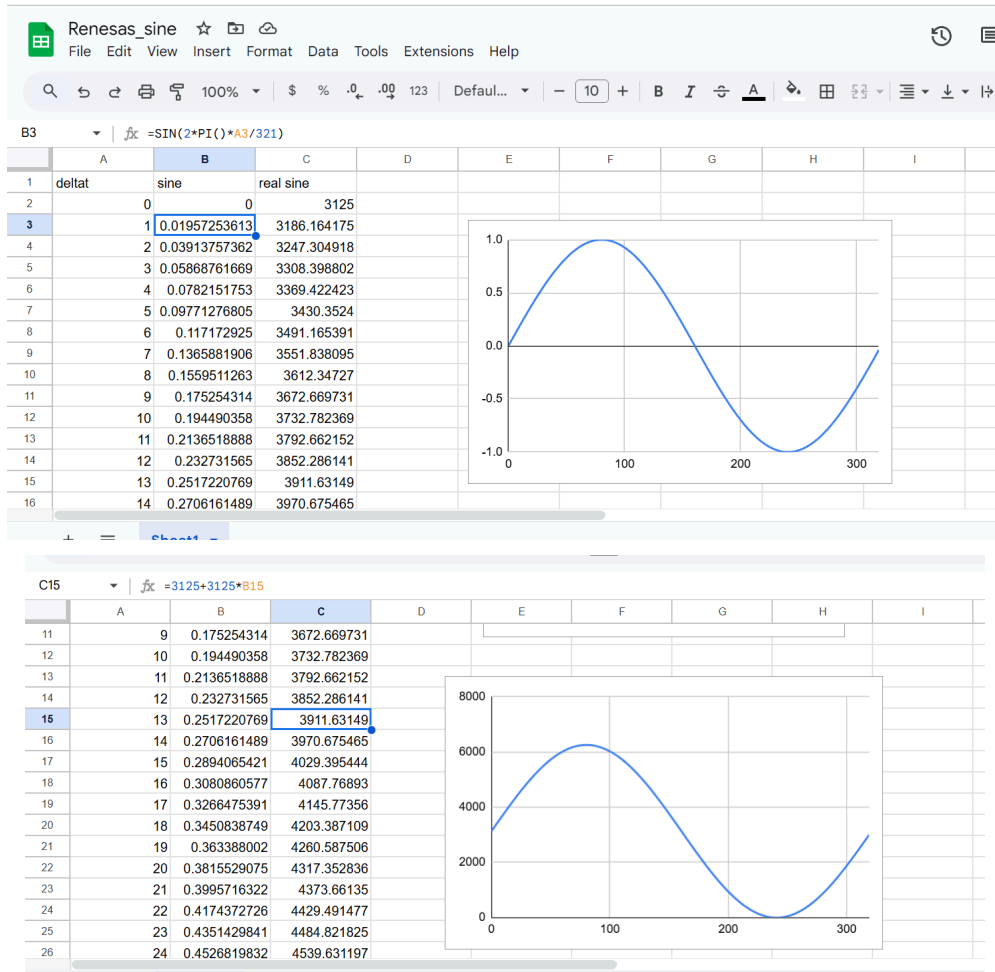 Renesas_sine
File Edit View Insert Format Data Tools Extensions Help
100% $ % .0 .00 123 Defaul... − 10 + B I A
B3 fx =SIN(2*PI()*A3/321)
A B C D E F G H I
1 deltat sine real sine
2 0 0 3125
3 1 0.01957253613 3186.164175
4 2 0.03913757362 3247.304918
5 3 0.05868761669 3308.398802
6 4 0.0782151753 3369.422423
7 5 0.09771276805 3430.3524
8 6 0.117172925 3491.165391
9 7 0.1365881906 3551.838095
10 8 0.1559511263 3612.34727
11 9 0.175254314 3672.669731
12 10 0.194490358 3732.782369
13 11 0.2136518888 3792.662152
14 12 0.232731565 3852.286141
15 13 0.2517220769 3911.63149
16 14 0.2706161489 3970.675465
1.0
0.5
0.0
-0.5
-1.0
0 100 200 300
+ Sheet1
C15 fx =3125+3125*B15
A B C D E F G H I
11 9 0.175254314 3672.669731
12 10 0.194490358 3732.782369
13 11 0.2136518888 3792.662152
14 12 0.232731565 3852.286141
15 13 0.2517220769 3911.63149
16 14 0.2706161489 3970.675465
17 15 0.2894065421 4029.395444
18 16 0.3080860577 4087.76893
19 17 0.3266475391 4145.77356
20 18 0.3450838749 4203.387109
21 19 0.363388002 4260.587506
22 20 0.3815529075 4317.352836
23 21 0.3995716322 4373.66135
24 22 0.4174372726 4429.491477
25 23 0.4351429841 4484.821825
26 24 0.4526819832 4539.631197
8000
6000
4000
2000
0
0 100 200 300